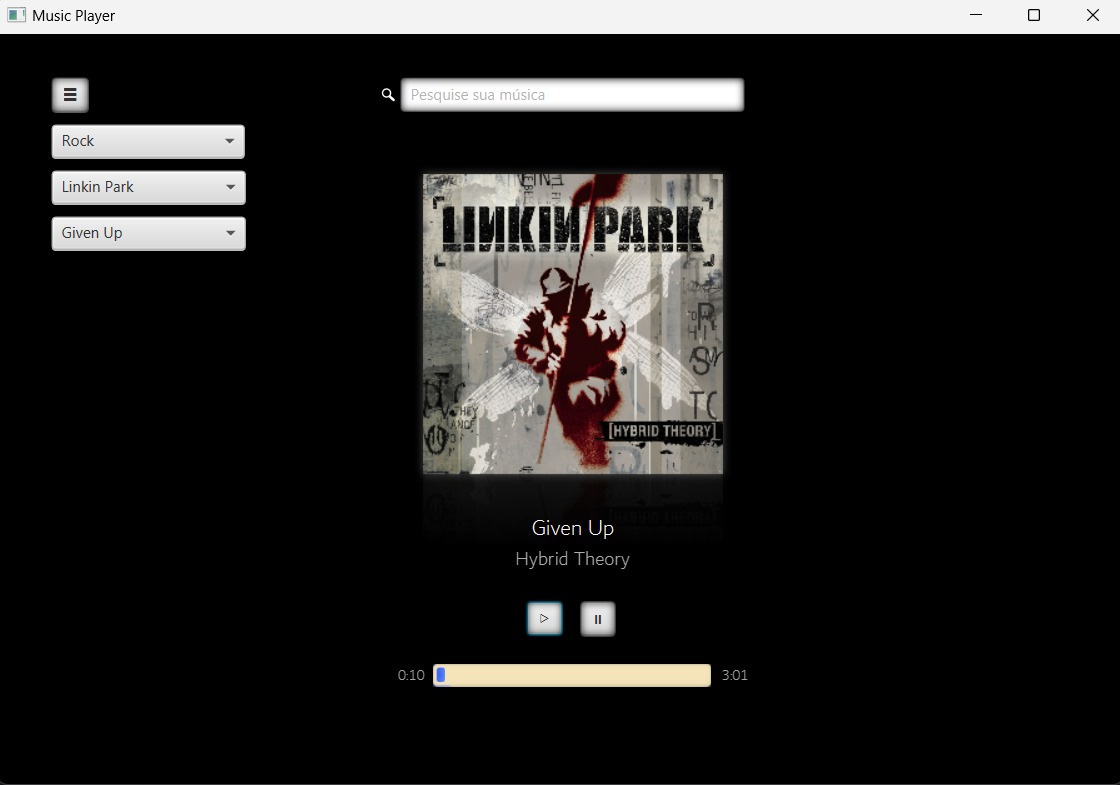 Music Player
Pesquise sua música
Rock
Linkin Park
Given Up
LINKIN PARK
[HYBRID THEORY]
Given Up
Hybrid Theory
0:10
3:01